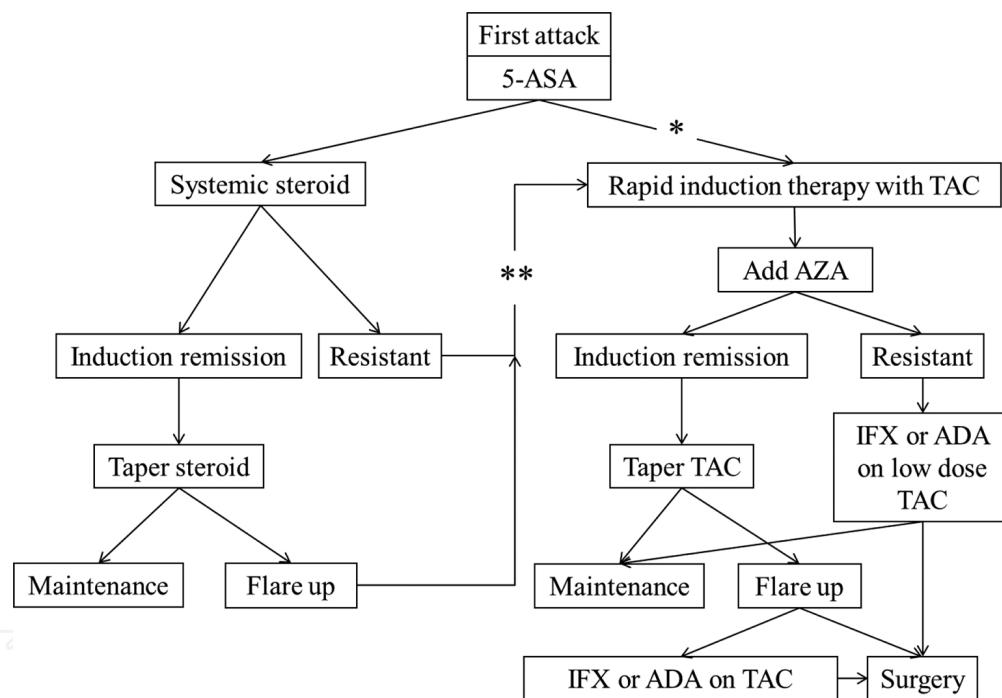 First attack
5-ASA
*
Systemic steroid
Rapid induction therapy with TAC
**
Add AZA
Induction remission
Resistant
Induction remission
Resistant
Taper steroid
Taper TAC
IFX or ADA
on low dose
TAC
Maintenance
Flare up
Maintenance
Flare up
IFX or ADA on TAC
Surgery